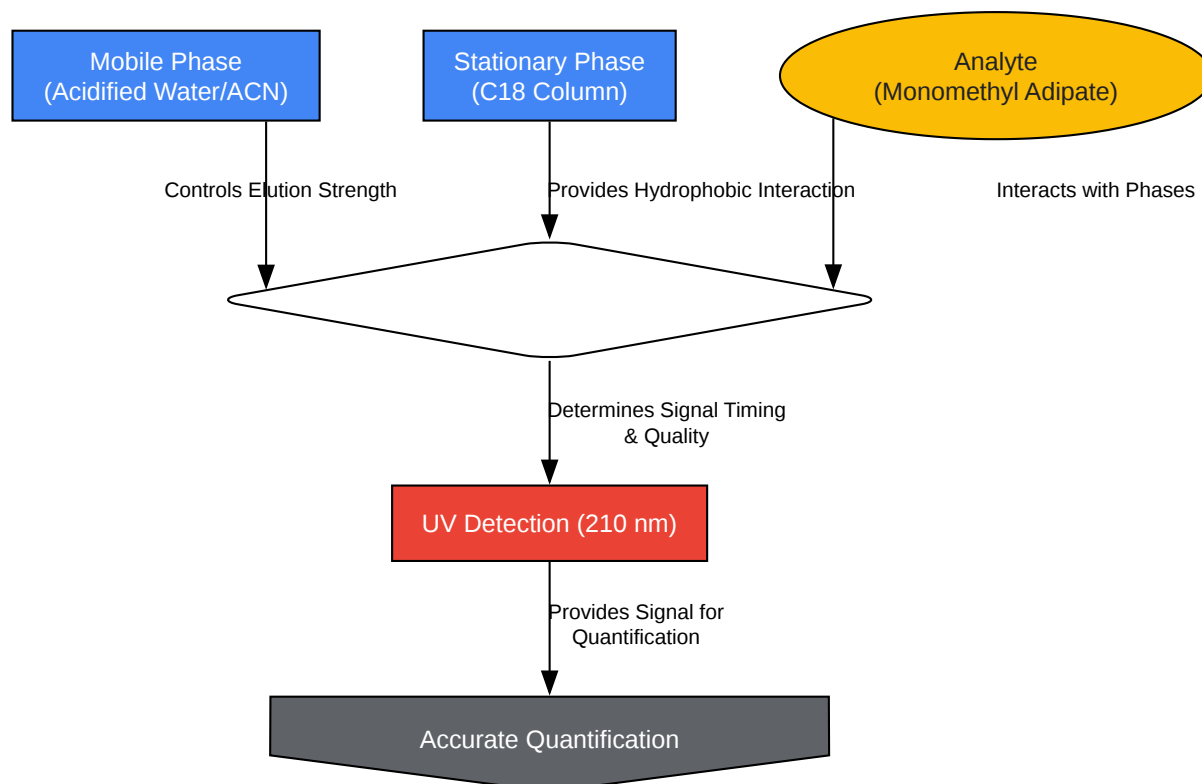 Mobile Phase
(Acidified Water/ACN)
Stationary Phase
(C18 Column)
Analyte
(Monomethyl Adipate)
Controls Elution Strength
Provides Hydrophobic Interaction
Interacts with Phases
Determines Signal Timing
& Quality
UV Detection (210 nm)
Provides Signal for
Quantification
Accurate Quantification